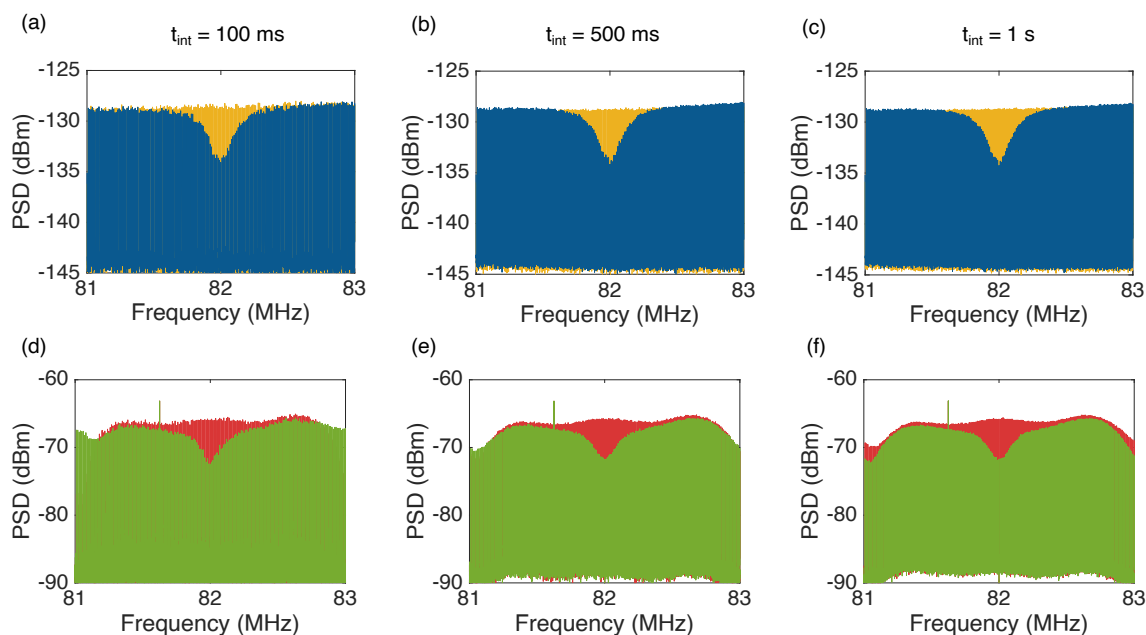 (a)
t_int = 100 ms
(b)
t_int = 500 ms
(c)
t_int = 1 s
-125
-130
-135
-140
-145
PSD (dBm)
81
82
83
Frequency (MHz)
-125
-130
-135
-140
-145
PSD (dBm)
81
82
83
Frequency (MHz)
-125
-130
-135
-140
-145
PSD (dBm)
81
82
83
Frequency (MHz)
(d)
-60
-70
-80
-90
PSD (dBm)
81
82
83
Frequency (MHz)
(e)
-60
-70
-80
-90
PSD (dBm)
81
82
83
Frequency (MHz)
(f)
-60
-70
-80
-90
PSD (dBm)
81
82
83
Frequency (MHz)